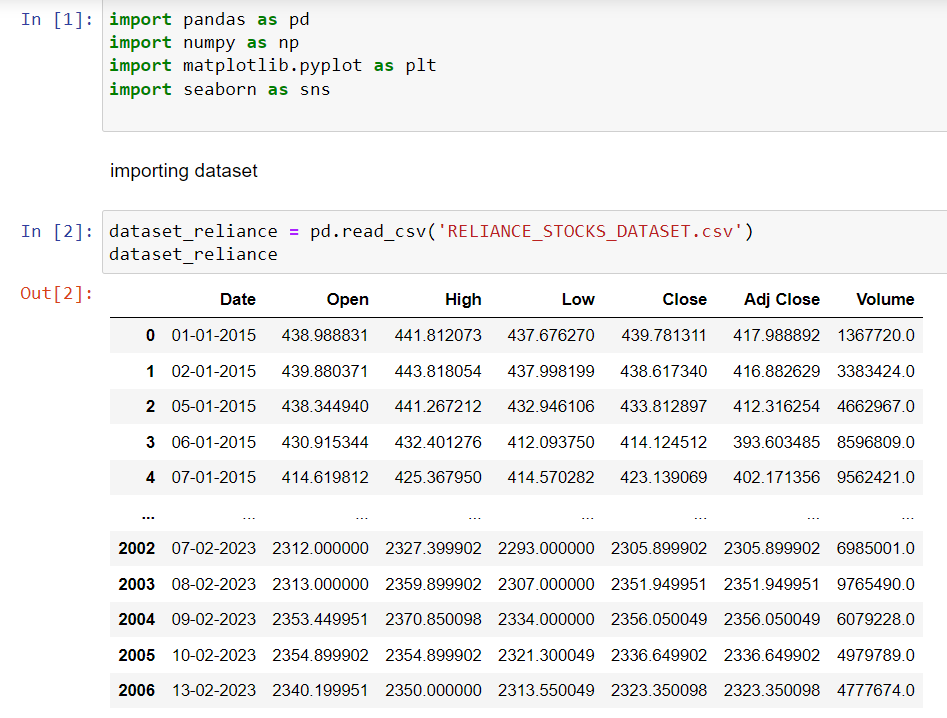 In [1]: import pandas as pd
import numpy as np
import matplotlib.pyplot as plt
import seaborn as sns
importing dataset
In [2]: dataset_reliance = pd.read_csv('RELIANCE_STOCKS_DATASET.csv')
dataset_reliance
Out[2]:
Date Open High Low Close Adj Close Volume
0 01-01-2015 438.988831 441.812073 437.676270 439.781311 417.988892 1367720.0
1 02-01-2015 439.880371 443.818054 437.998199 438.617340 416.882629 3383424.0
2 05-01-2015 438.344940 441.267212 432.946106 433.812897 412.316254 4662967.0
3 06-01-2015 430.915344 432.401276 412.093750 414.124512 393.603485 8596809.0
4 07-01-2015 414.619812 425.367950 414.570282 423.139069 402.171356 9562421.0
... ... ... ... ... ... ... ...
2002 07-02-2023 2312.000000 2327.399902 2293.000000 2305.899902 2305.899902 6985001.0
2003 08-02-2023 2313.000000 2359.899902 2307.000000 2351.949951 2351.949951 9765490.0
2004 09-02-2023 2353.449951 2370.850098 2334.000000 2356.050049 2356.050049 6079228.0
2005 10-02-2023 2354.899902 2354.899902 2321.300049 2336.649902 2336.649902 4979789.0
2006 13-02-2023 2340.199951 2350.000000 2313.550049 2323.350098 2323.350098 4777674.0